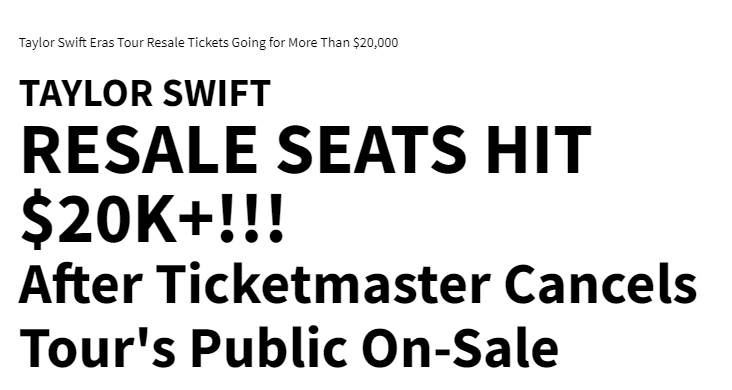 Taylor Swift Eras Tour Resale Tickets Going for More Than $20,000
TAYLOR SWIFT
RESALE SEATS HIT
$20K+!!!
After Ticketmaster Cancels
Tour's Public On-Sale